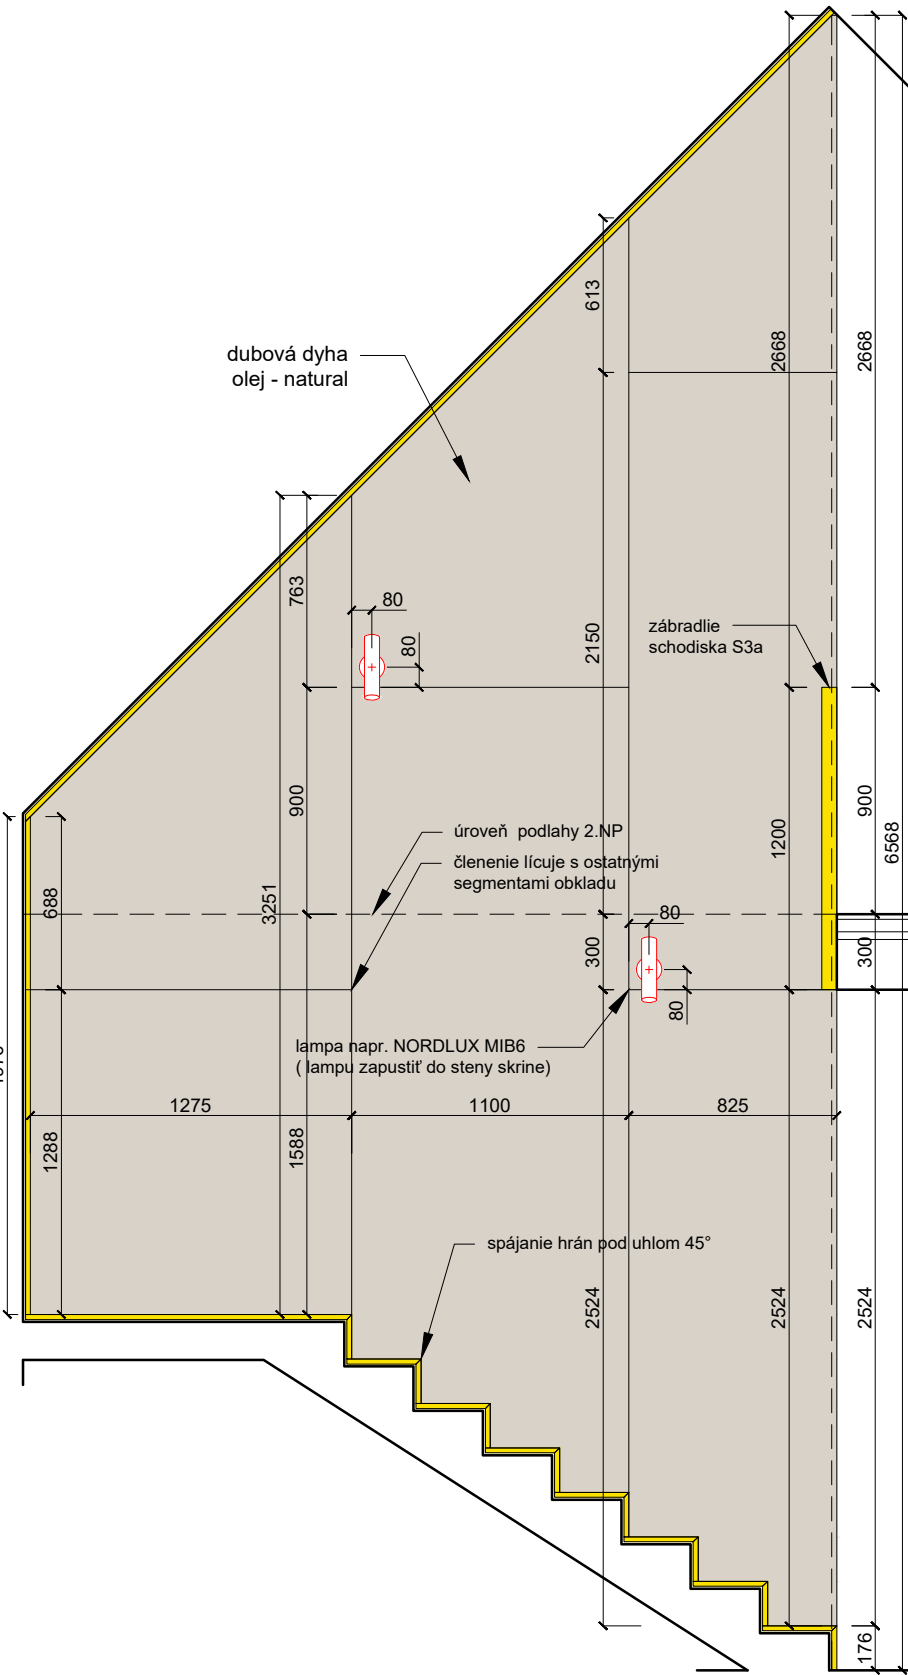 613
2668
2668
dubová dyha
olej - natural
763
80
80
2150
zábradlie
schodiska S3a
900
1200
900
6568
úroveň podlahy 2.NP
členenie lícuje s ostatnými
segmentami obkladu
688
3251
80
300
300
80
lampa napr. NORDLUX MIB6
( lampu zapustiť do steny skrine)
1275
1100
825
1288
1588
spájanie hrán pod uhlom 45°
2524
2524
2524
176